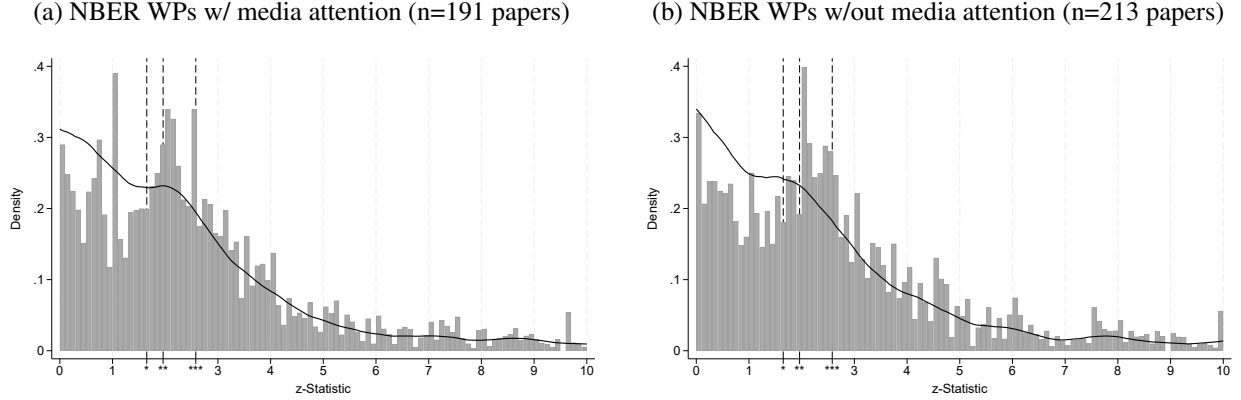 (a) NBER WPs w/ media attention (n=191 papers)
.4
.3
.2
.1
0
Density
0 1 * ** *** 3 4 5 6 7 8 9 10
z-Statistic
(b) NBER WPs w/out media attention (n=213 papers)
.4
.3
.2
.1
0
Density
0 1 * ** *** 3 4 5 6 7 8 9 10
z-Statistic